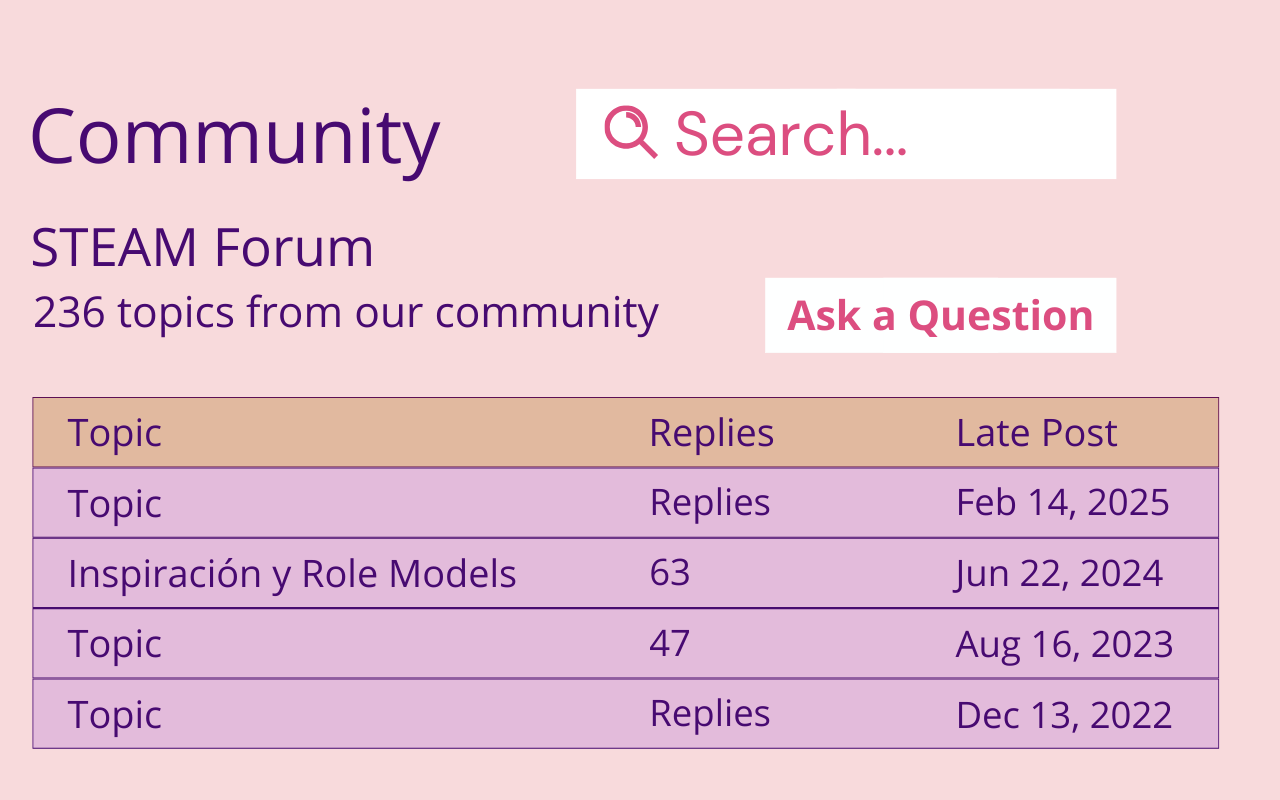 Community
Search...
STEAM Forum
236 topics from our community
Ask a Question
Topic Replies Late Post
Topic Replies Feb 14, 2025
Inspiración y Role Models 63 Jun 22, 2024
Topic 47 Aug 16, 2023
Topic Replies Dec 13, 2022